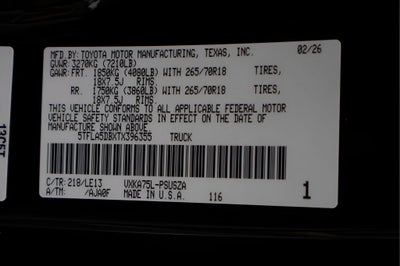 MFD.BY: TOYOTA MOTOR MANUFACTURING, TEXAS, INC. 02/26
GVWR: 3270KG (7210LB)
GAWR: FRT. 1850KG (4080LB) WITH 265/70R18 TIRES,
18X7.5J RIMS,
RR. 1750KG (3860LB) WITH 265/70R18 TIRES,
18X7.5J RIMS,
THIS VEHICLE CONFORMS TO ALL APPLICABLE FEDERAL MOTOR
VEHICLE SAFETY STANDARDS IN EFFECT ON THE DATE
OF MANUFACTURE SHOWN ABOVE.
5TFLA5DBXTX396355 TRUCK
C/TR: 218/LE13 VXKA75L-PSUSZA
A/TM: /AJA0F MADE IN U.S.A. 116
1